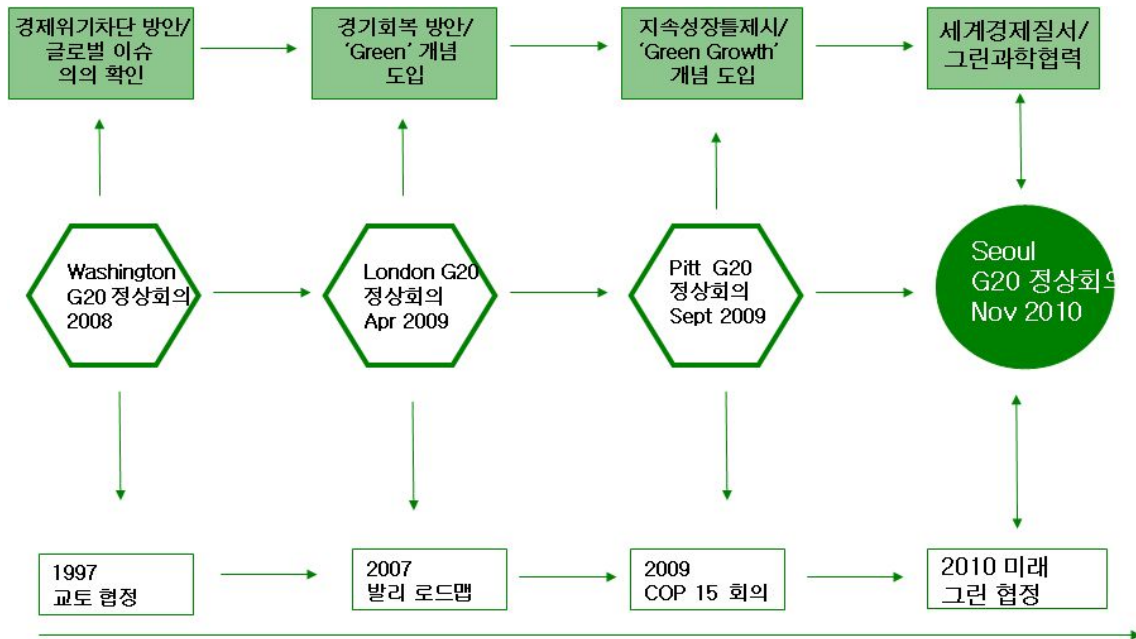 경제위기차단 방안/
글로벌 이슈
의의 확인
경기회복 방안/
‘Green’ 개념
도입
지속성장틀제시/
‘Green Growth’
개념 도입
세계경제질서/
그린과학협력
Washington
G20 정상회의
2008
London G20
정상회의
Apr 2009
Pitt G20
정상회의
Sept 2009
Seoul
G20 정상회의
Nov 2010
1997
교토 협정
2007
발리 로드맵
2009
COP 15 회의
2010 미래
그린 협정